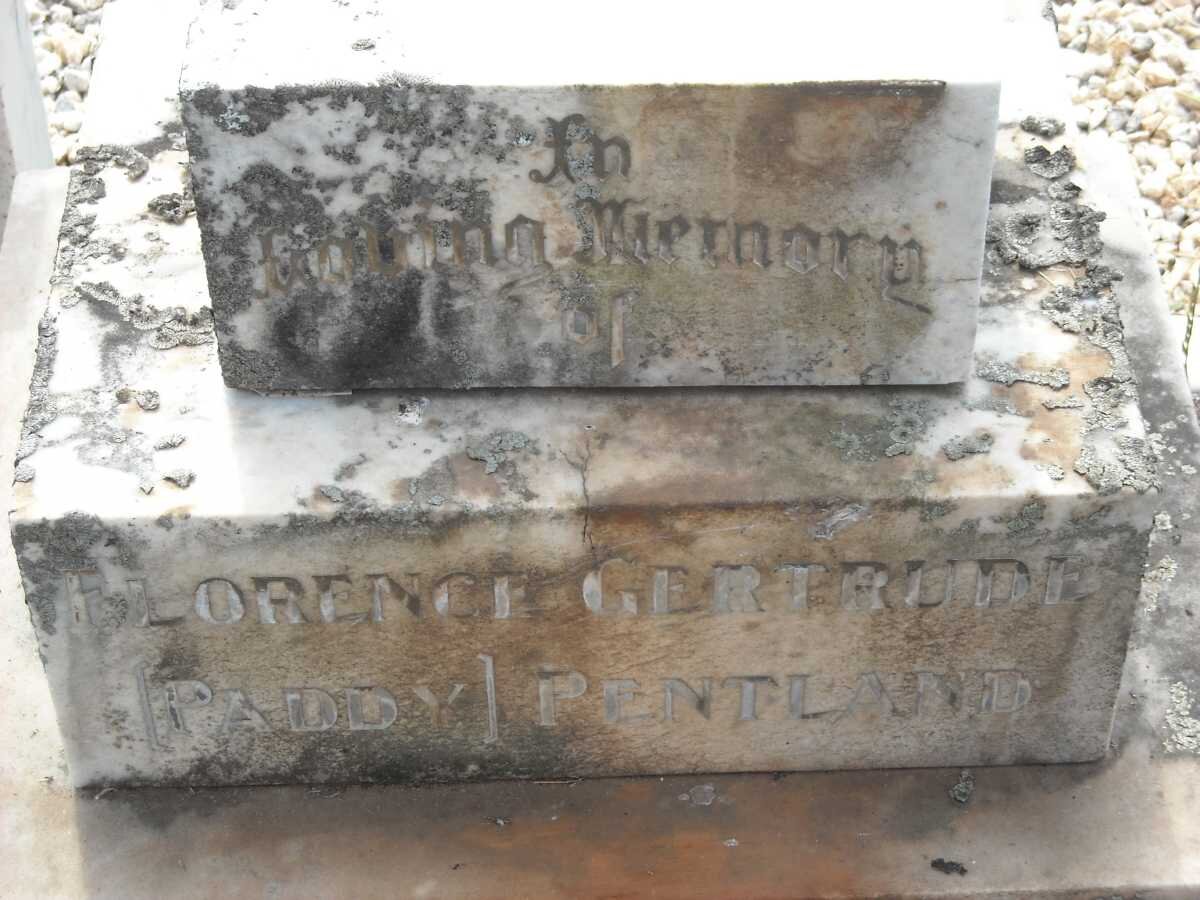 In
Loving Memory
of
FLORENCE GERTRUDE
[PADDY] PENTLAND